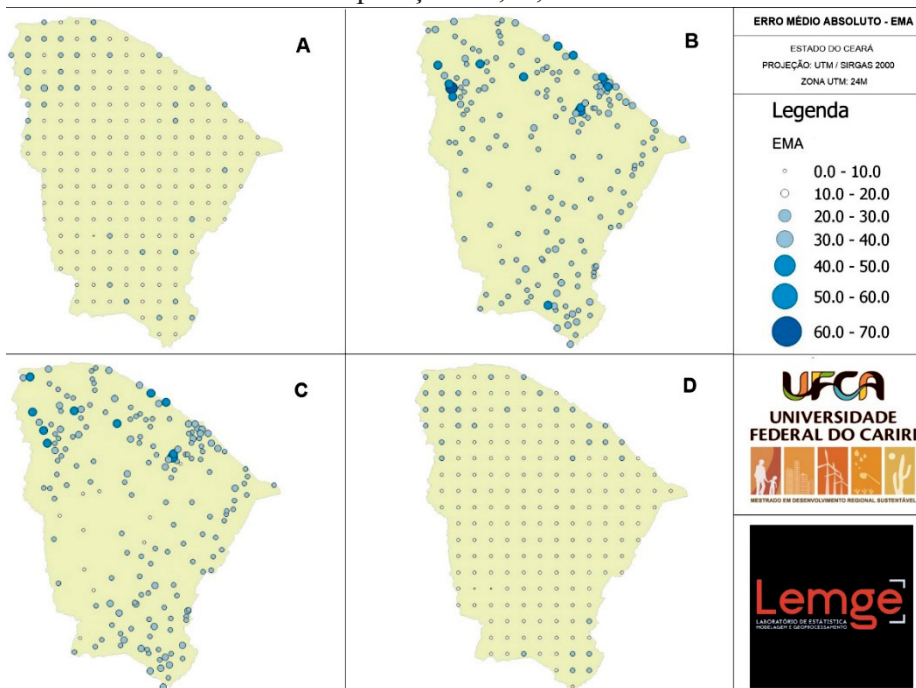 A
B
C
D
ERRO MÉDIO ABSOLUTO - EMA
ESTADO DO CEARÁ
PROJEÇÃO: UTM / SIRGAS 2000
ZONA UTM: 24M
Legenda
EMA
0.0 - 10.0
10.0 - 20.0
20.0 - 30.0
30.0 - 40.0
40.0 - 50.0
50.0 - 60.0
60.0 - 70.0
UFCA
UNIVERSIDADE
FEDERAL DO CARIRI
MESTRADO EM DESENVOLVIMENTO REGIONAL SUSTENTÁVEL
Lemge
LABORATÓRIO DE ESTATÍSTICA
MODELAGEM E GEOPROCESSAMENTO